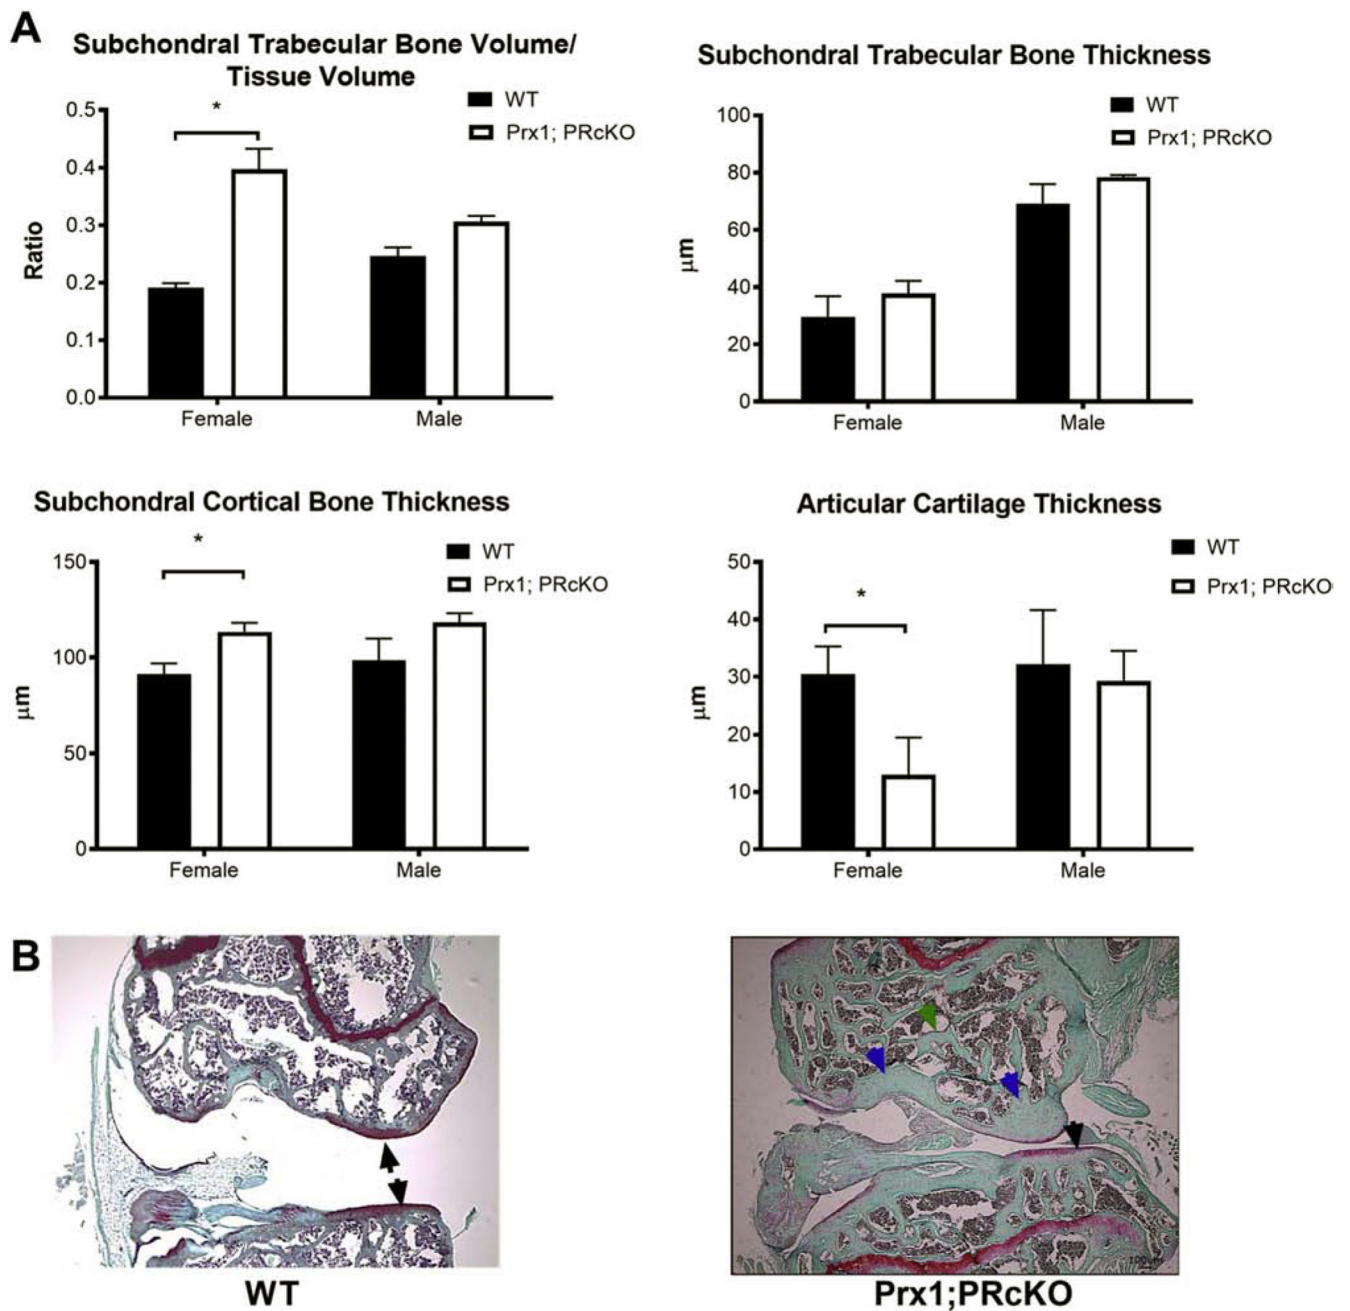 A
Subchondral Trabecular Bone Volume/
Tissue Volume
*
WT
Prx1; PRcKO
0.5
0.4
0.3
0.2
0.1
0.0
Ratio
Female
Male
Subchondral Trabecular Bone Thickness
WT
Prx1; PRcKO
100
80
60
40
20
0
μm
Female
Male
Subchondral Cortical Bone Thickness
*
WT
Prx1; PRcKO
150
100
50
0
μm
Female
Male
Articular Cartilage Thickness
*
WT
Prx1; PRcKO
50
40
30
20
10
0
μm
Female
Male
B
WT
Prx1;PRcKO